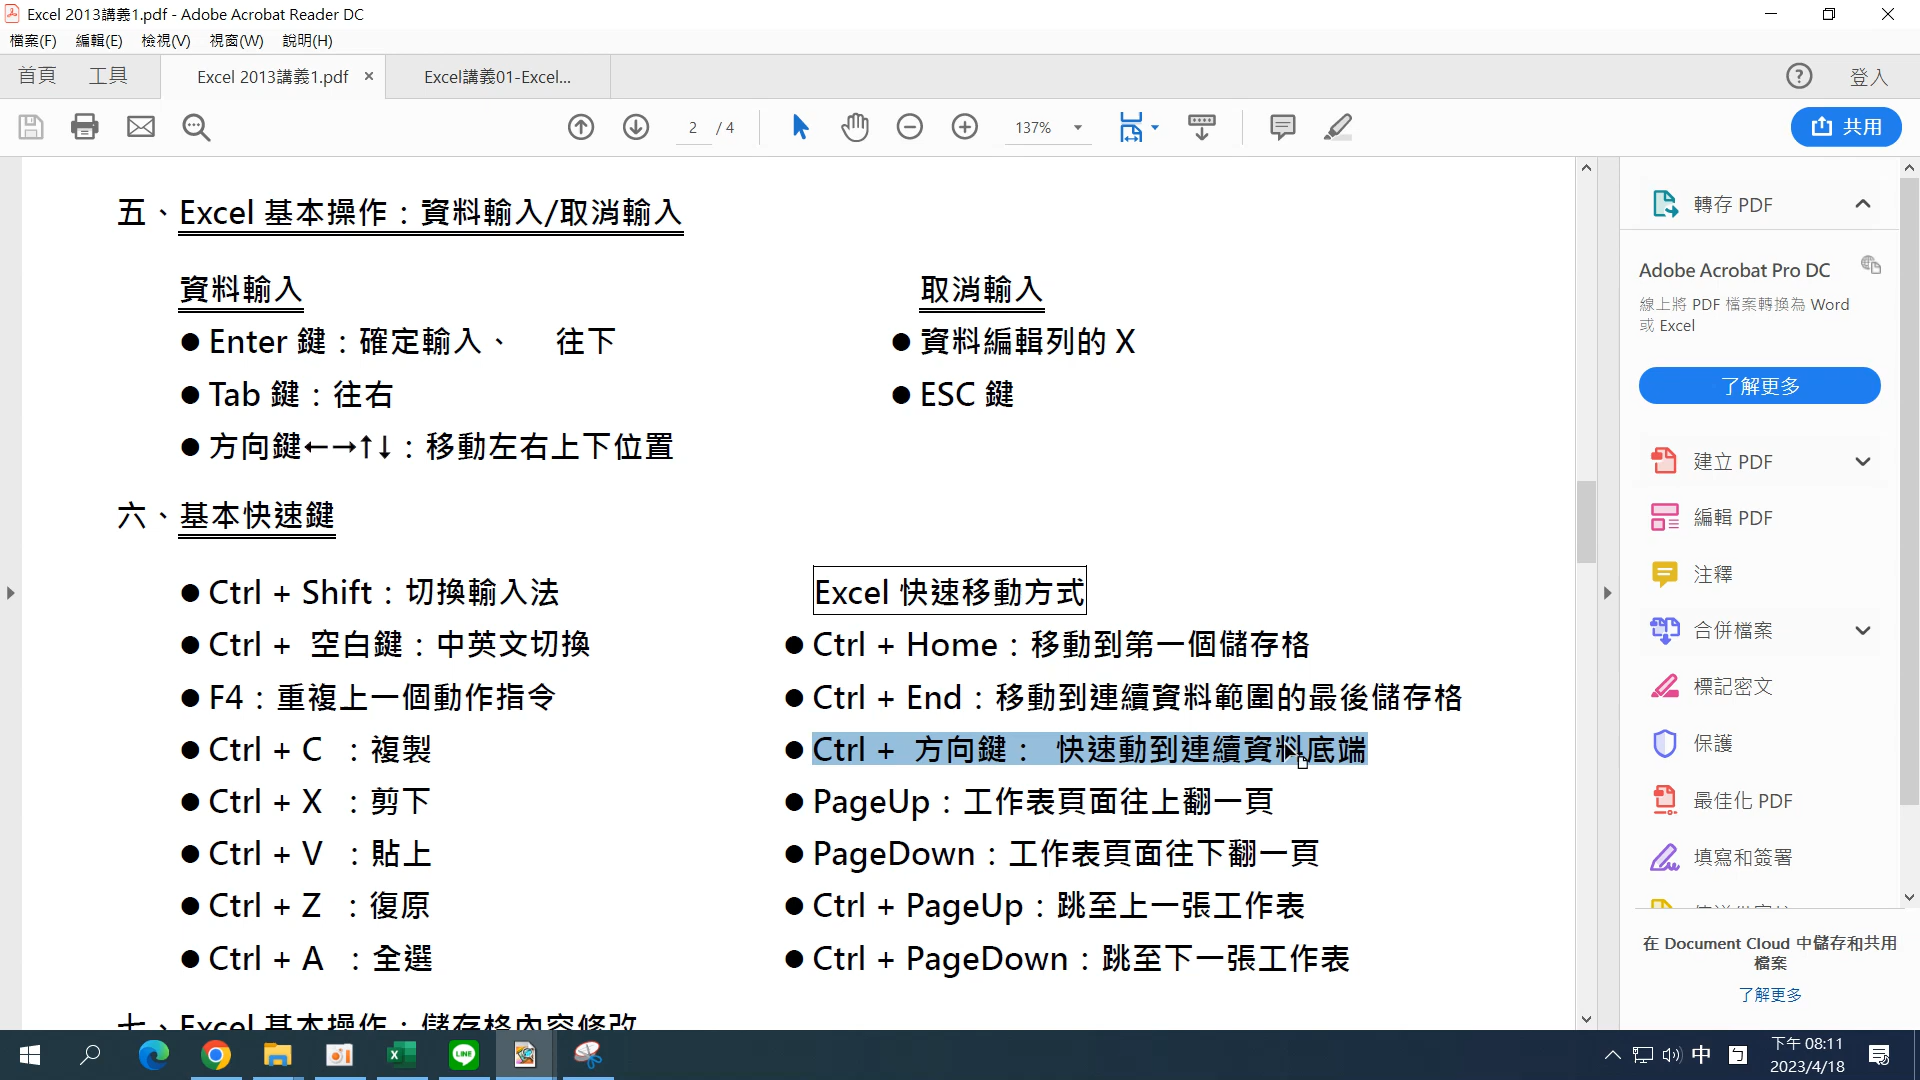 Excel 2013講義1.pdf - Adobe Acrobat Reader DC
檔案(F) 編輯(E) 檢視(V) 視窗(W) 說明(H)
首頁 工具 Excel 2013講義1.pdf × Excel講義01-Excel... ? 登入
2 / 4 137% 共用
五、Excel 基本操作：資料輸入/取消輸入
資料輸入
●Enter 鍵：確定輸入、 往下
●Tab 鍵：往右
●方向鍵←→↑↓：移動左右上下位置
取消輸入
●資料編輯列的 X
●ESC 鍵
六、基本快速鍵
●Ctrl + Shift：切換輸入法
●Ctrl + 空白鍵：中英文切換
●F4：重複上一個動作指令
●Ctrl + C ：複製
●Ctrl + X ：剪下
●Ctrl + V ：貼上
●Ctrl + Z ：復原
●Ctrl + A ：全選
Excel 快速移動方式
●Ctrl + Home：移動到第一個儲存格
●Ctrl + End：移動到連續資料範圍的最後儲存格
●Ctrl + 方向鍵： 快速動到連續資料底端
●PageUp：工作表頁面往上翻一頁
●PageDown：工作表頁面往下翻一頁
●Ctrl + PageUp：跳至上一張工作表
●Ctrl + PageDown：跳至下一張工作表
七、Excel 基本操作：儲存格內容修改
轉存 PDF
Adobe Acrobat Pro DC
線上將 PDF 檔案轉換為 Word
或 Excel
了解更多
建立 PDF
編輯 PDF
注釋
合併檔案
標記密文
保護
最佳化 PDF
填寫和簽署
在 Document Cloud 中儲存和共用
檔案
了解更多
LINE
中 ㄅ
下午 08:11
2023/4/18